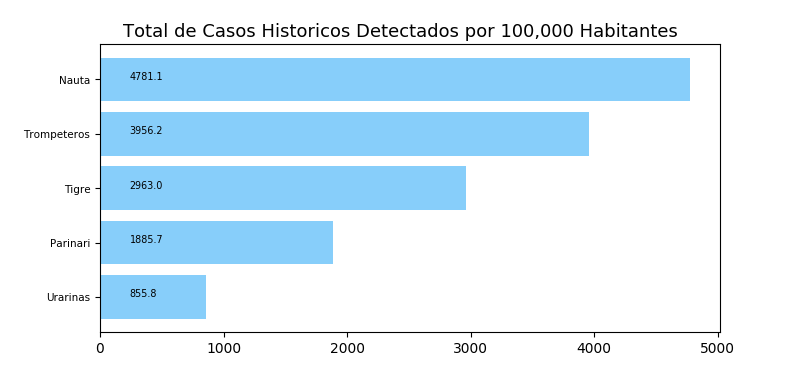 Total de Casos Historicos Detectados por 100,000 Habitantes
Nauta 4781.1
Trompeteros 3956.2
Tigre 2963.0
Parinari 1885.7
Urarinas 855.8
0 1000 2000 3000 4000 5000